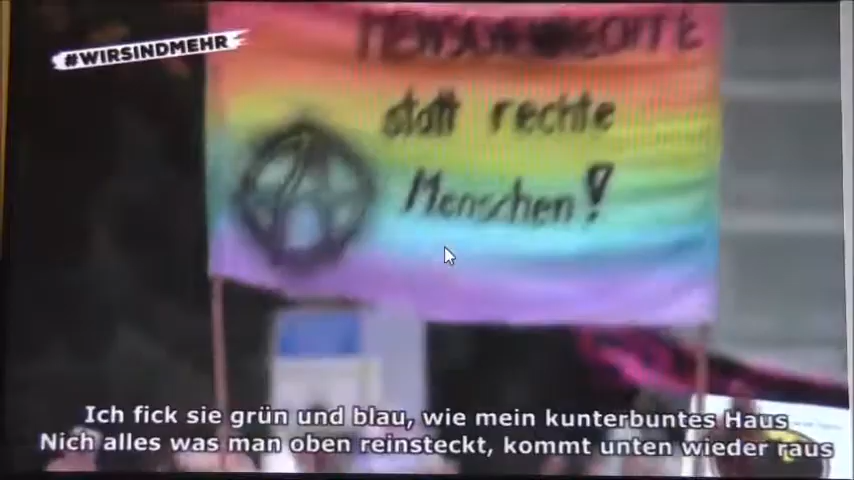 #WIRSINDMEHR
MENSCHENRECHTE
statt rechte
Menschen!
Ich fick sie grün und blau, wie mein kunterbuntes Haus
Nich alles was man oben reinsteckt, kommt unten wieder raus